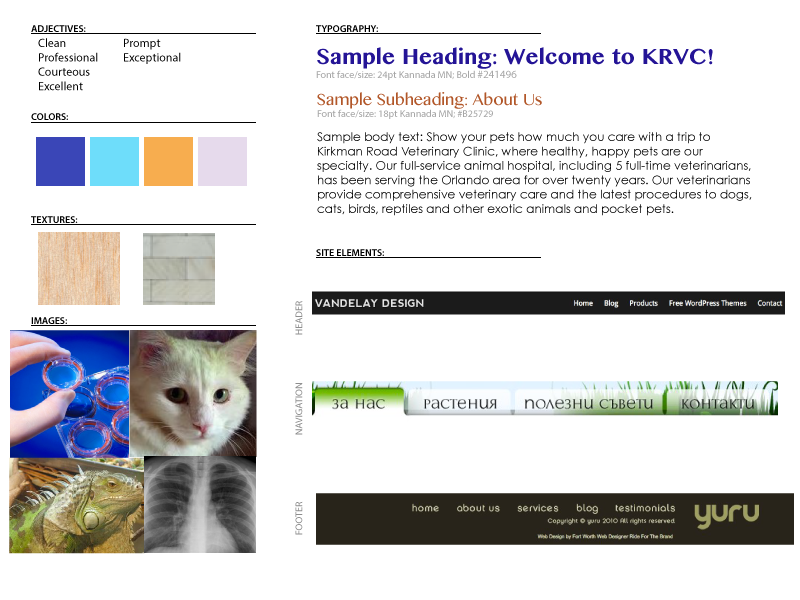 ADJECTIVES:
Clean
Professional
Courteous
Excellent
Prompt
Exceptional
COLORS:
TEXTURES:
IMAGES:
TYPOGRAPHY:
Sample Heading: Welcome to KRVC!
Font face/size: 24pt Kannada MN; Bold #241496
Sample Subheading: About Us
Font face/size: 18pt Kannada MN; #B25729
Sample body text: Show your pets how much you care with a trip to
Kirkman Road Veterinary Clinic, where healthy, happy pets are our
specialty. Our full-service animal hospital, including 5 full-time veterinarians,
has been serving the Orlando area for over twenty years. Our veterinarians
provide comprehensive veterinary care and the latest procedures to dogs,
cats, birds, reptiles and other exotic animals and pocket pets.
SITE ELEMENTS:
HEADER
VANDELAY DESIGN Home Blog Products Free WordPress Themes Contact
NAVIGATION
за нас растения полезни съвети контакти
FOOTER
home about us services blog testimonials yuru
Copyright © yuru 2010 All rights reserved.
Web Design by Fort Worth Web Designer Ride For The Brand